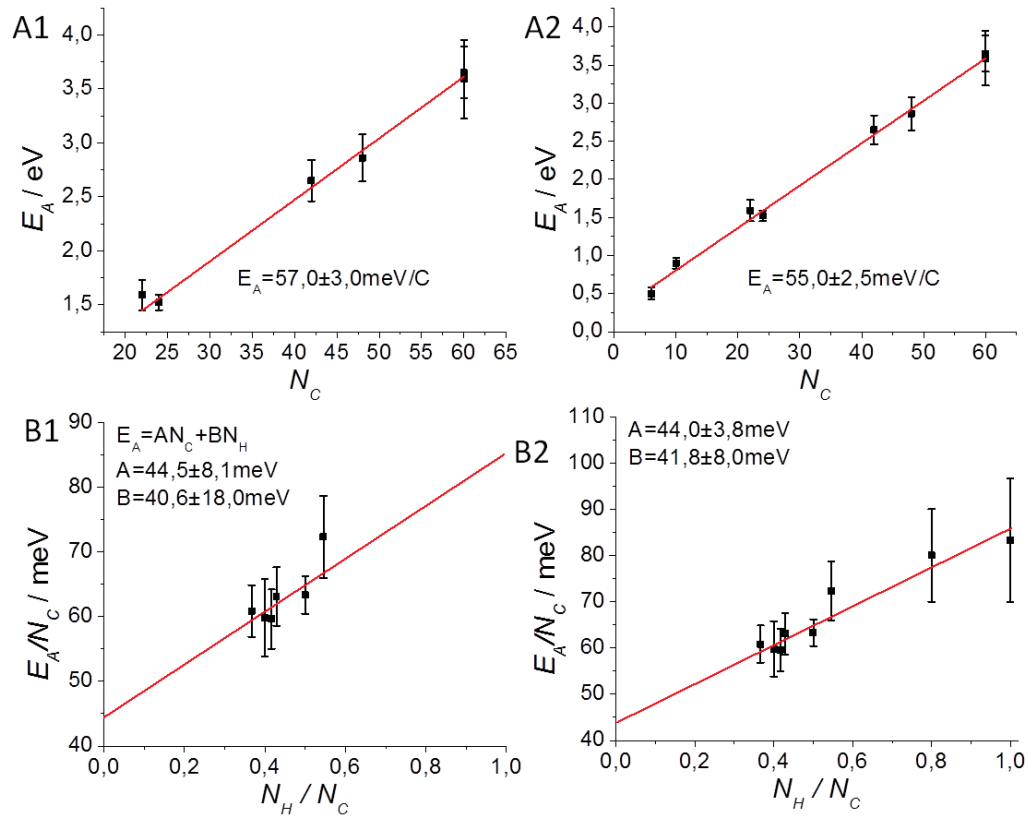 A1
4,0
3,5
3,0
2,5
2,0
1,5
E_A / eV
E_A=57,0±3,0meV/C
20 25 30 35 40 45 50 55 60 65
N_C
A2
4,0
3,5
3,0
2,5
2,0
1,5
1,0
0,5
0,0
E_A / eV
E_A=55,0±2,5meV/C
0 10 20 30 40 50 60
N_C
B1
90
80
70
60
50
40
E_A/N_C / meV
E_A=AN_C+BN_H
A=44,5±8,1meV
B=40,6±18,0meV
0,0 0,2 0,4 0,6 0,8 1,0
N_H / N_C
B2
110
100
90
80
70
60
50
40
E_A/N_C / meV
A=44,0±3,8meV
B=41,8±8,0meV
0,0 0,2 0,4 0,6 0,8 1,0
N_H / N_C